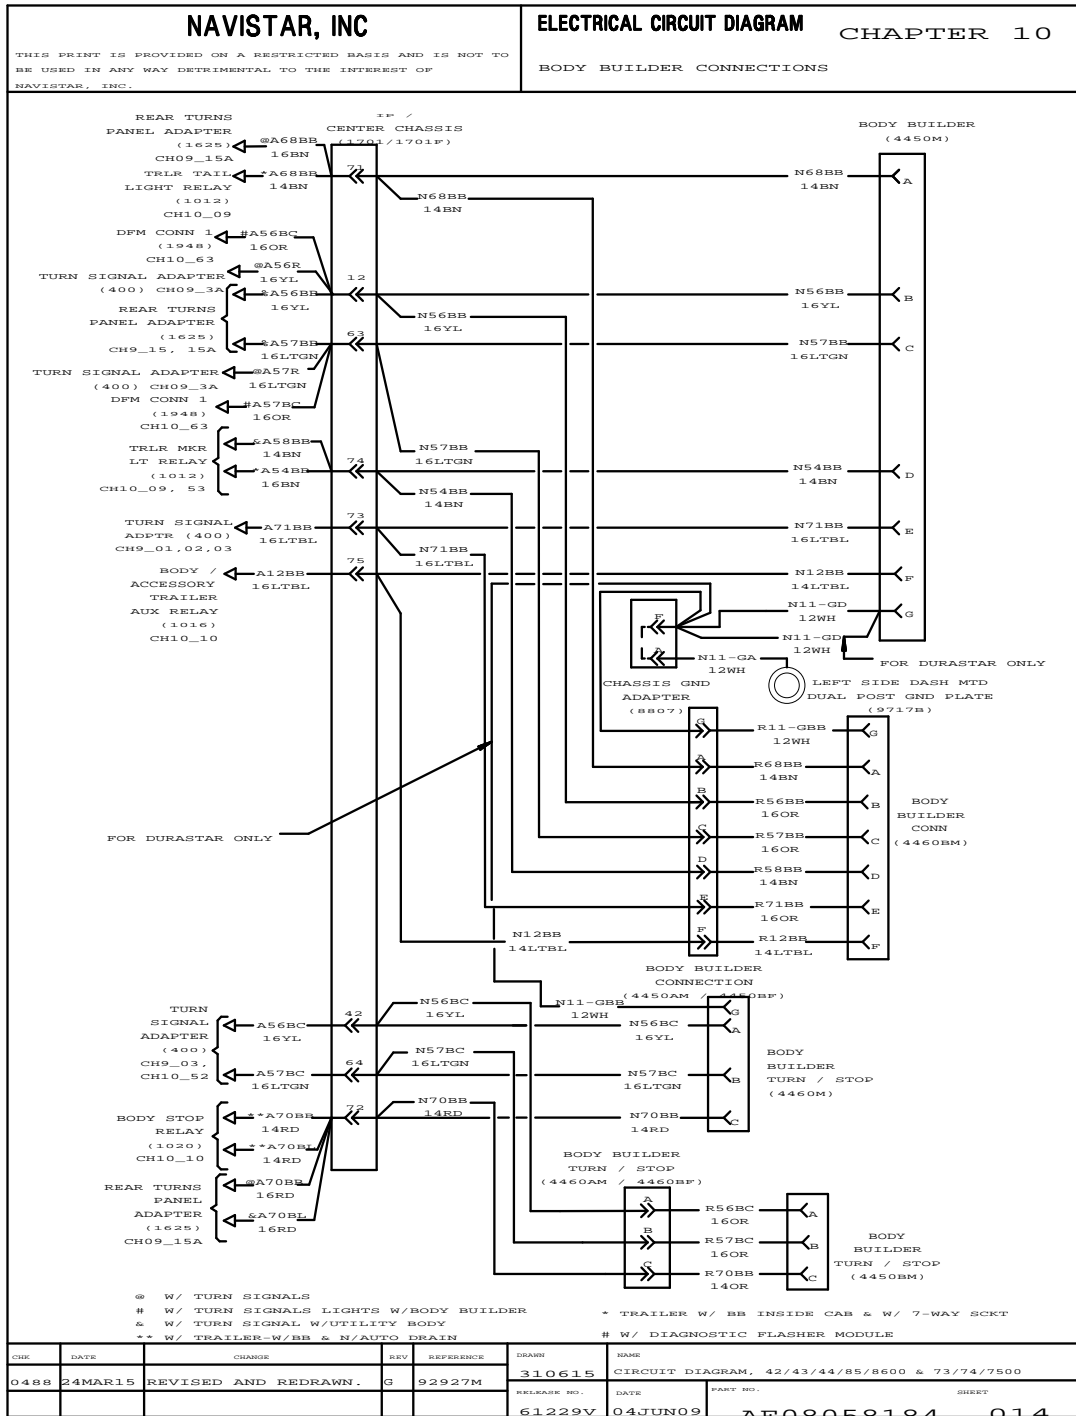 NAVISTAR, INC
THIS PRINT IS PROVIDED ON A RESTRICTED BASIS AND IS NOT TO
BE USED IN ANY WAY DETRIMENTAL TO THE INTEREST OF
NAVISTAR, INC.
ELECTRICAL CIRCUIT DIAGRAM
CHAPTER 10
BODY BUILDER CONNECTIONS
REAR TURNS
PANEL ADAPTER
(1625)
CH09_15A
@A68BB
16BN
TRLR TAIL
LIGHT RELAY
(1012)
CH10_09
*A68BB
14BN
DFM CONN 1
(1948)
CH10_63
#A56BC
16OR
TURN SIGNAL ADAPTER
(400) CH09_3A
@A56R
16YL
REAR TURNS
PANEL ADAPTER
(1625)
CH9_15, 15A
&A56BB
16YL
&A57BB
16LTGN
TURN SIGNAL ADAPTER
(400) CH09_3A
@A57R
16LTGN
DFM CONN 1
(1948)
CH10_63
#A57BC
16OR
TRLR MKR
LT RELAY
(1012)
CH10_09, 53
&A58BB
14BN
*A54BB
16BN
TURN SIGNAL
ADPTR (400)
CH9_01,02,03
A71BB
16LTBL
BODY /
ACCESSORY
TRAILER
AUX RELAY
(1016)
CH10_10
A12BB
16LTBL
IP /
CENTER CHASSIS
(1701/1701F)
71
12
63
74
73
75
N68BB
14BN
N56BB
16YL
N57BB
16LTGN
N54BB
14BN
N71BB
16LTBL
BODY BUILDER
(4450M)
N68BB
14BN
A
N56BB
16YL
B
N57BB
16LTGN
C
N54BB
14BN
D
N71BB
16LTBL
E
N12BB
14LTBL
F
N11-GD
12WH
G
N11-GD
12WH
FOR DURASTAR ONLY
F
A
N11-GA
12WH
CHASSIS GND
ADAPTER
(8807)
LEFT SIDE DASH MTD
DUAL POST GND PLATE
(9717B)
G
R11-GBB
12WH
G
A
R68BB
14BN
A
B
R56BB
16OR
B
C
R57BB
16OR
C
D
R58BB
14BN
D
E
R71BB
16OR
E
F
R12BB
14LTBL
F
BODY
BUILDER
CONN
(4460BM)
FOR DURASTAR ONLY
N12BB
14LTBL
BODY BUILDER
CONNECTION
(4450AM / 4450BF)
TURN
SIGNAL
ADAPTER
(400)
CH9_03,
CH10_52
A56BC
16YL
A57BC
16LTGN
42
64
72
N56BC
16YL
N57BC
16LTGN
N70BB
14RD
N11-GBB
12WH
G
N56BC
16YL
A
N57BC
16LTGN
B
N70BB
14RD
C
BODY
BUILDER
TURN / STOP
(4460M)
BODY STOP
RELAY
(1020)
CH10_10
**A70BB
14RD
**A70BL
14RD
REAR TURNS
PANEL
ADAPTER
(1625)
CH09_15A
@A70BB
16RD
&A70BL
16RD
BODY BUILDER
TURN / STOP
(4460AM / 4460BF)
A
R56BC
16OR
A
B
R57BC
16OR
B
C
R70BB
14OR
C
BODY
BUILDER
TURN / STOP
(4450BM)
@ W/ TURN SIGNALS
# W/ TURN SIGNALS LIGHTS W/BODY BUILDER
& W/ TURN SIGNAL W/UTILITY BODY
** W/ TRAILER-W/BB & N/AUTO DRAIN
* TRAILER W/ BB INSIDE CAB & W/ 7-WAY SCKT
# W/ DIAGNOSTIC FLASHER MODULE
CHK DATE CHANGE REV REFERENCE
0488 24MAR15 REVISED AND REDRAWN. G 92927M
DRAWN
310615
NAME
CIRCUIT DIAGRAM, 42/43/44/85/8600 & 73/74/7500
RELEASE NO.
61229V
DATE
04JUN09
PART NO.
AF08058184
SHEET
014